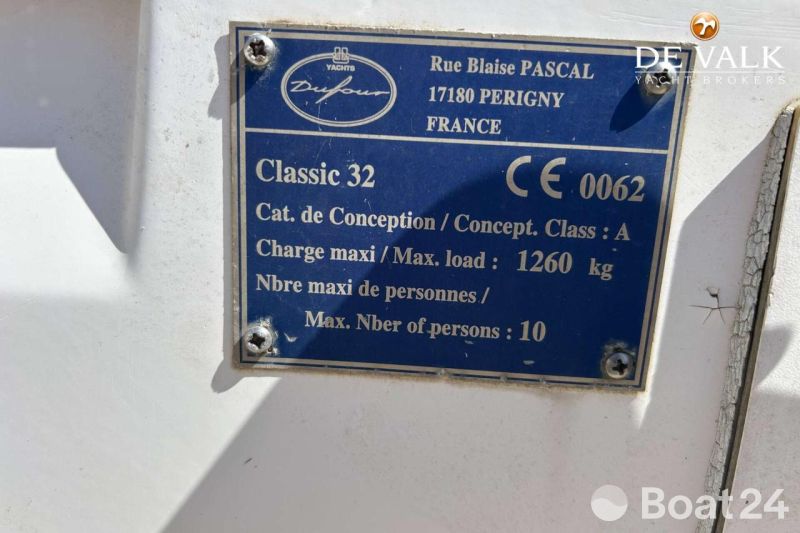 YACHTS
Dufour
Rue Blaise PASCAL
17180 PERIGNY
FRANCE
Classic 32
CE 0062
Cat. de Conception / Concept. Class : A
Charge maxi / Max. load : 1260 kg
Nbre maxi de personnes /
Max. Nber of persons : 10
DE VALK
YACHT BROKERS
Boat24